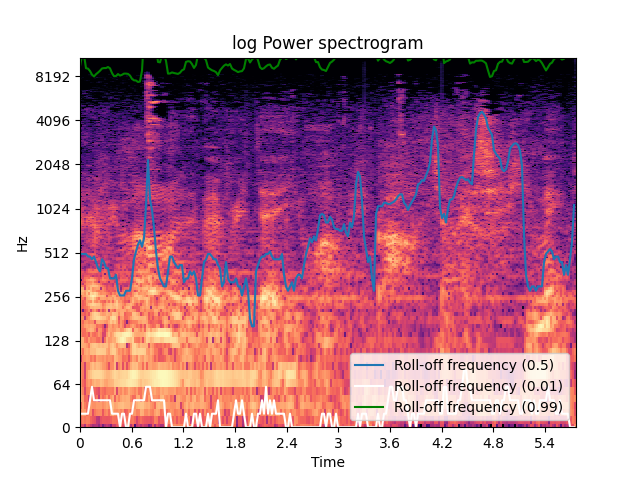 log Power spectrogram
8192
4096
2048
1024
512
256
128
64
0
Hz
Roll-off frequency (0.5)
Roll-off frequency (0.01)
Roll-off frequency (0.99)
0 0.6 1.2 1.8 2.4 3 3.6 4.2 4.8 5.4
Time